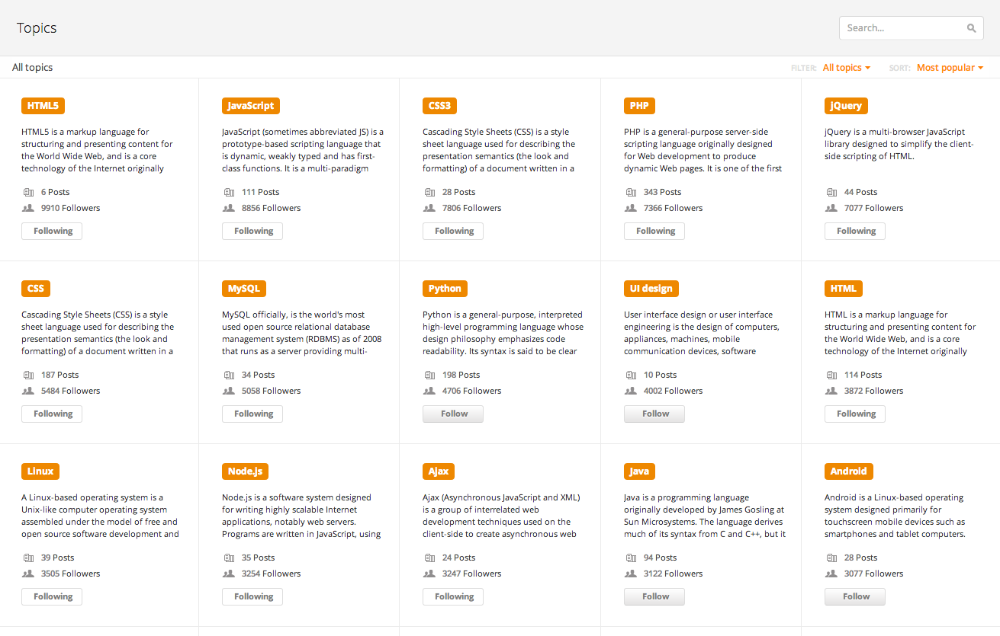 Topics
Search...
All topics
FILTER: All topics
SORT: Most popular
HTML5
HTML5 is a markup language for
structuring and presenting content for
the World Wide Web, and is a core
technology of the Internet originally
6 Posts
9910 Followers
Following
JavaScript
JavaScript (sometimes abbreviated JS) is a
prototype-based scripting language that
is dynamic, weakly typed and has first-
class functions. It is a multi-paradigm
111 Posts
8856 Followers
Following
CSS3
Cascading Style Sheets (CSS) is a style
sheet language used for describing the
presentation semantics (the look and
formatting) of a document written in a
28 Posts
7806 Followers
Following
PHP
PHP is a general-purpose server-side
scripting language originally designed
for Web development to produce
dynamic Web pages. It is one of the first
343 Posts
7366 Followers
Following
jQuery
jQuery is a multi-browser JavaScript
library designed to simplify the client-
side scripting of HTML.
44 Posts
7077 Followers
Following
CSS
Cascading Style Sheets (CSS) is a style
sheet language used for describing the
presentation semantics (the look and
formatting) of a document written in a
187 Posts
5484 Followers
Following
MySQL
MySQL officially, is the world's most
used open source relational database
management system (RDBMS) as of 2008
that runs as a server providing multi-
34 Posts
5058 Followers
Following
Python
Python is a general-purpose, interpreted
high-level programming language whose
design philosophy emphasizes code
readability. Its syntax is said to be clear
198 Posts
4706 Followers
Follow
UI design
User interface design or user interface
engineering is the design of computers,
appliances, machines, mobile
communication devices, software
10 Posts
4002 Followers
Follow
HTML
HTML is a markup language for
structuring and presenting content for
the World Wide Web, and is a core
technology of the Internet originally
114 Posts
3872 Followers
Following
Linux
A Linux-based operating system is a
Unix-like computer operating system
assembled under the model of free and
open source software development and
39 Posts
3505 Followers
Following
Node.js
Node.js is a software system designed
for writing highly scalable Internet
applications, notably web servers.
Programs are written in JavaScript, using
35 Posts
3254 Followers
Following
Ajax
Ajax (Asynchronous JavaScript and XML)
is a group of interrelated web
development techniques used on the
client-side to create asynchronous web
24 Posts
3247 Followers
Following
Java
Java is a programming language
originally developed by James Gosling at
Sun Microsystems. The language derives
much of its syntax from C and C++, but it
94 Posts
3122 Followers
Follow
Android
Android is a Linux-based operating
system designed primarily for
touchscreen mobile devices such as
smartphones and tablet computers.
28 Posts
3077 Followers
Follow